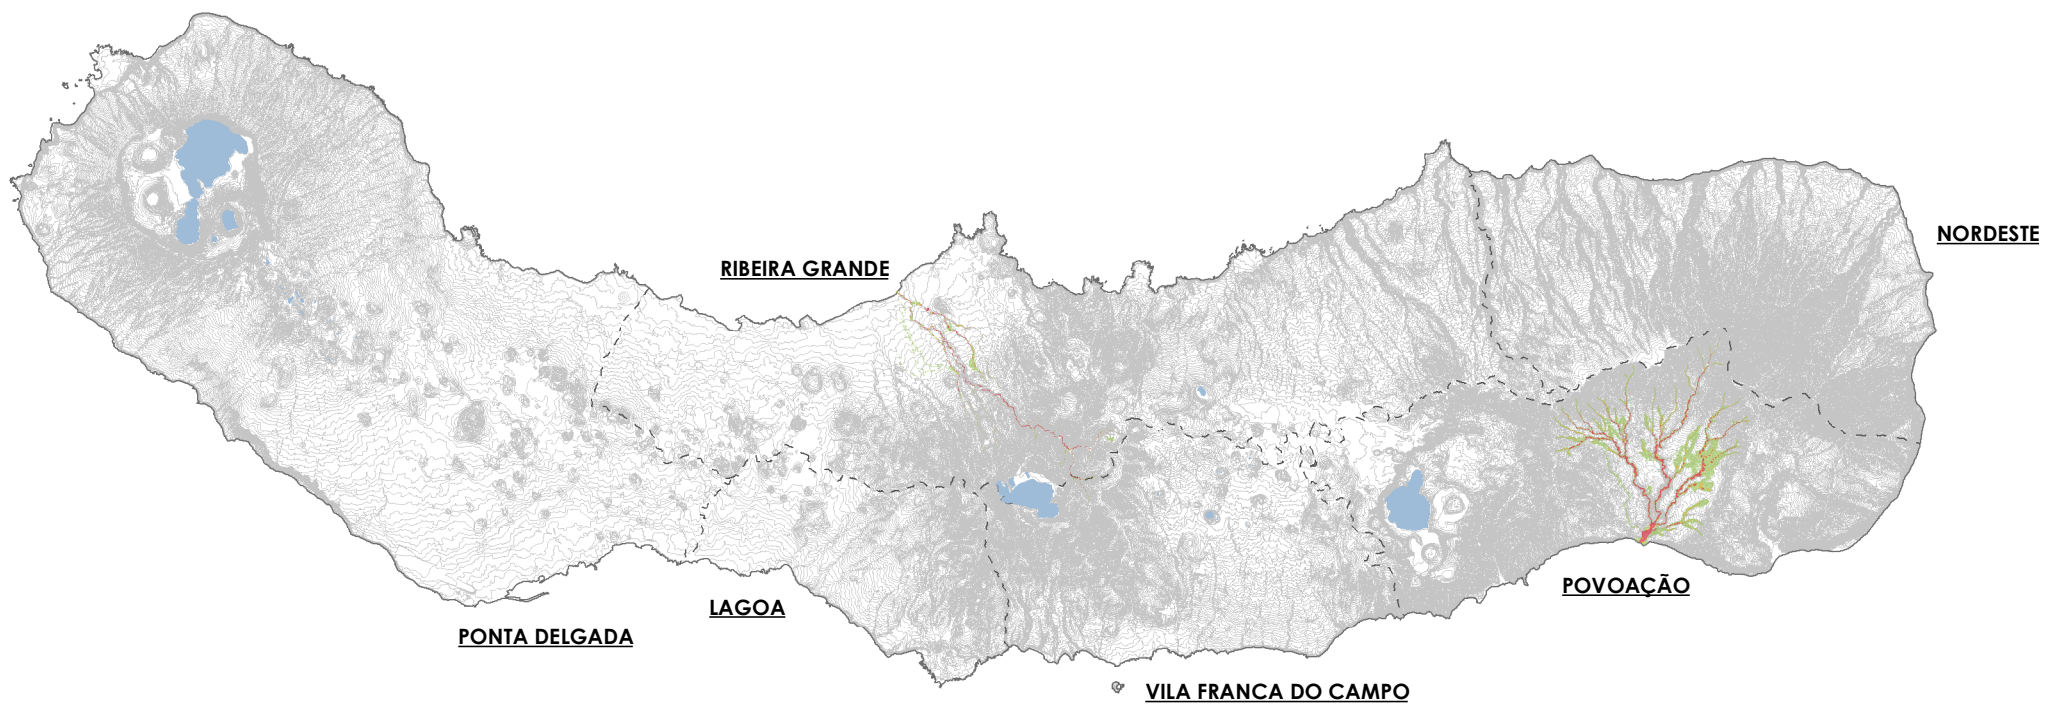 NORDESTE
RIBEIRA GRANDE
POVOAÇÃO
LAGOA
PONTA DELGADA
VILA FRANCA DO CAMPO